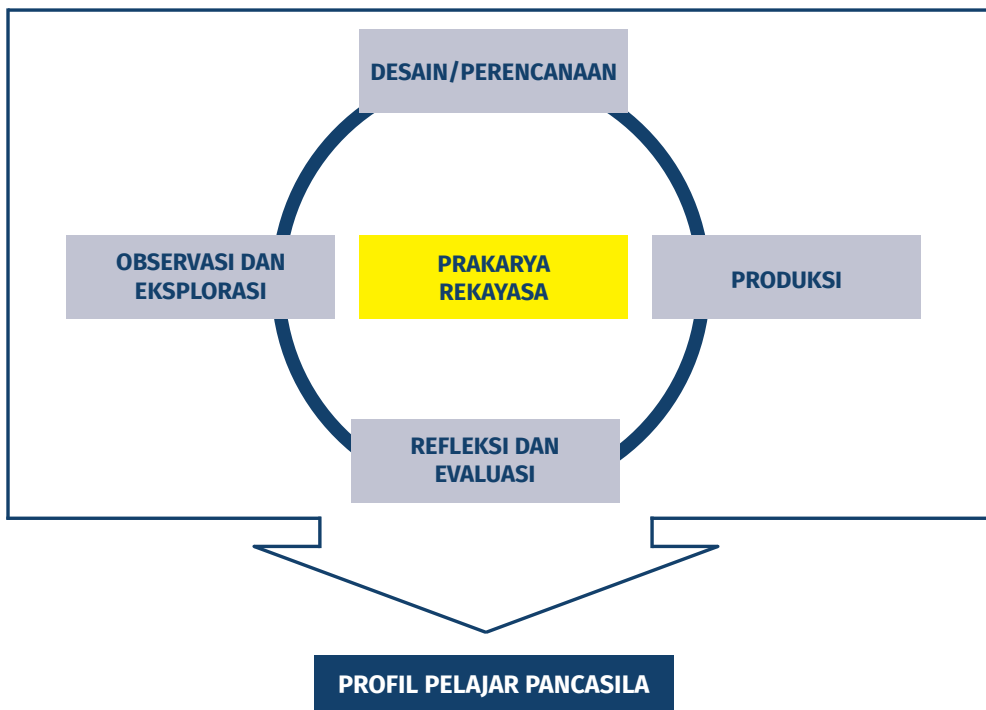 DESAIN/PERENCANAAN
OBSERVASI DAN
EKSPLORASI
PRAKARYA
REKAYASA
PRODUKSI
REFLEKSI DAN
EVALUASI
PROFIL PELAJAR PANCASILA